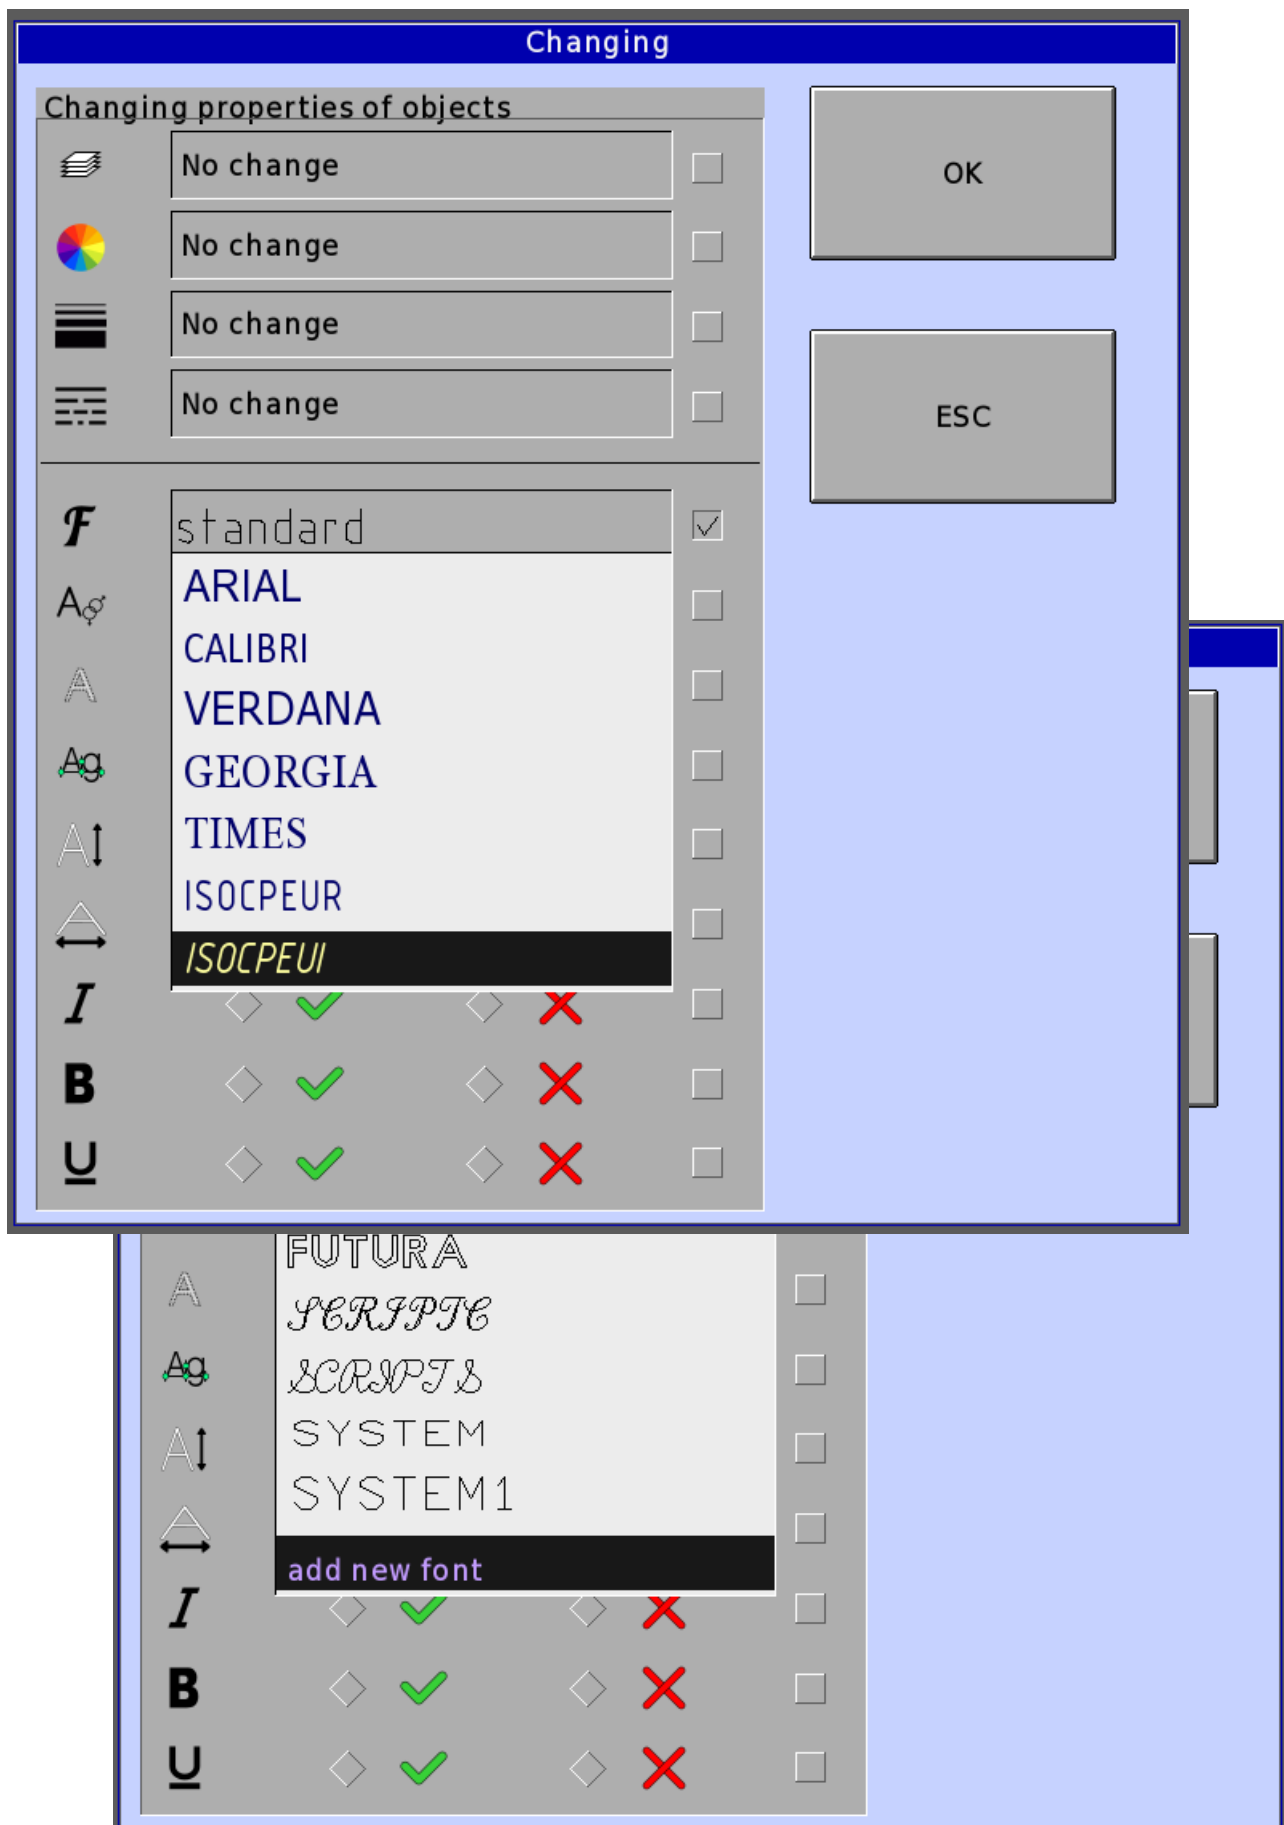 Changing
Changing properties of objects
No change
OK
No change
No change
No change
ESC
standard
ARIAL
CALIBRI
VERDANA
GEORGIA
TIMES
ISOCPEUR
ISOCPEUI
I
B
U
FUTURA
SCRIPTC
SCRIPTS
SYSTEM
SYSTEM1
add new font
I
B
U